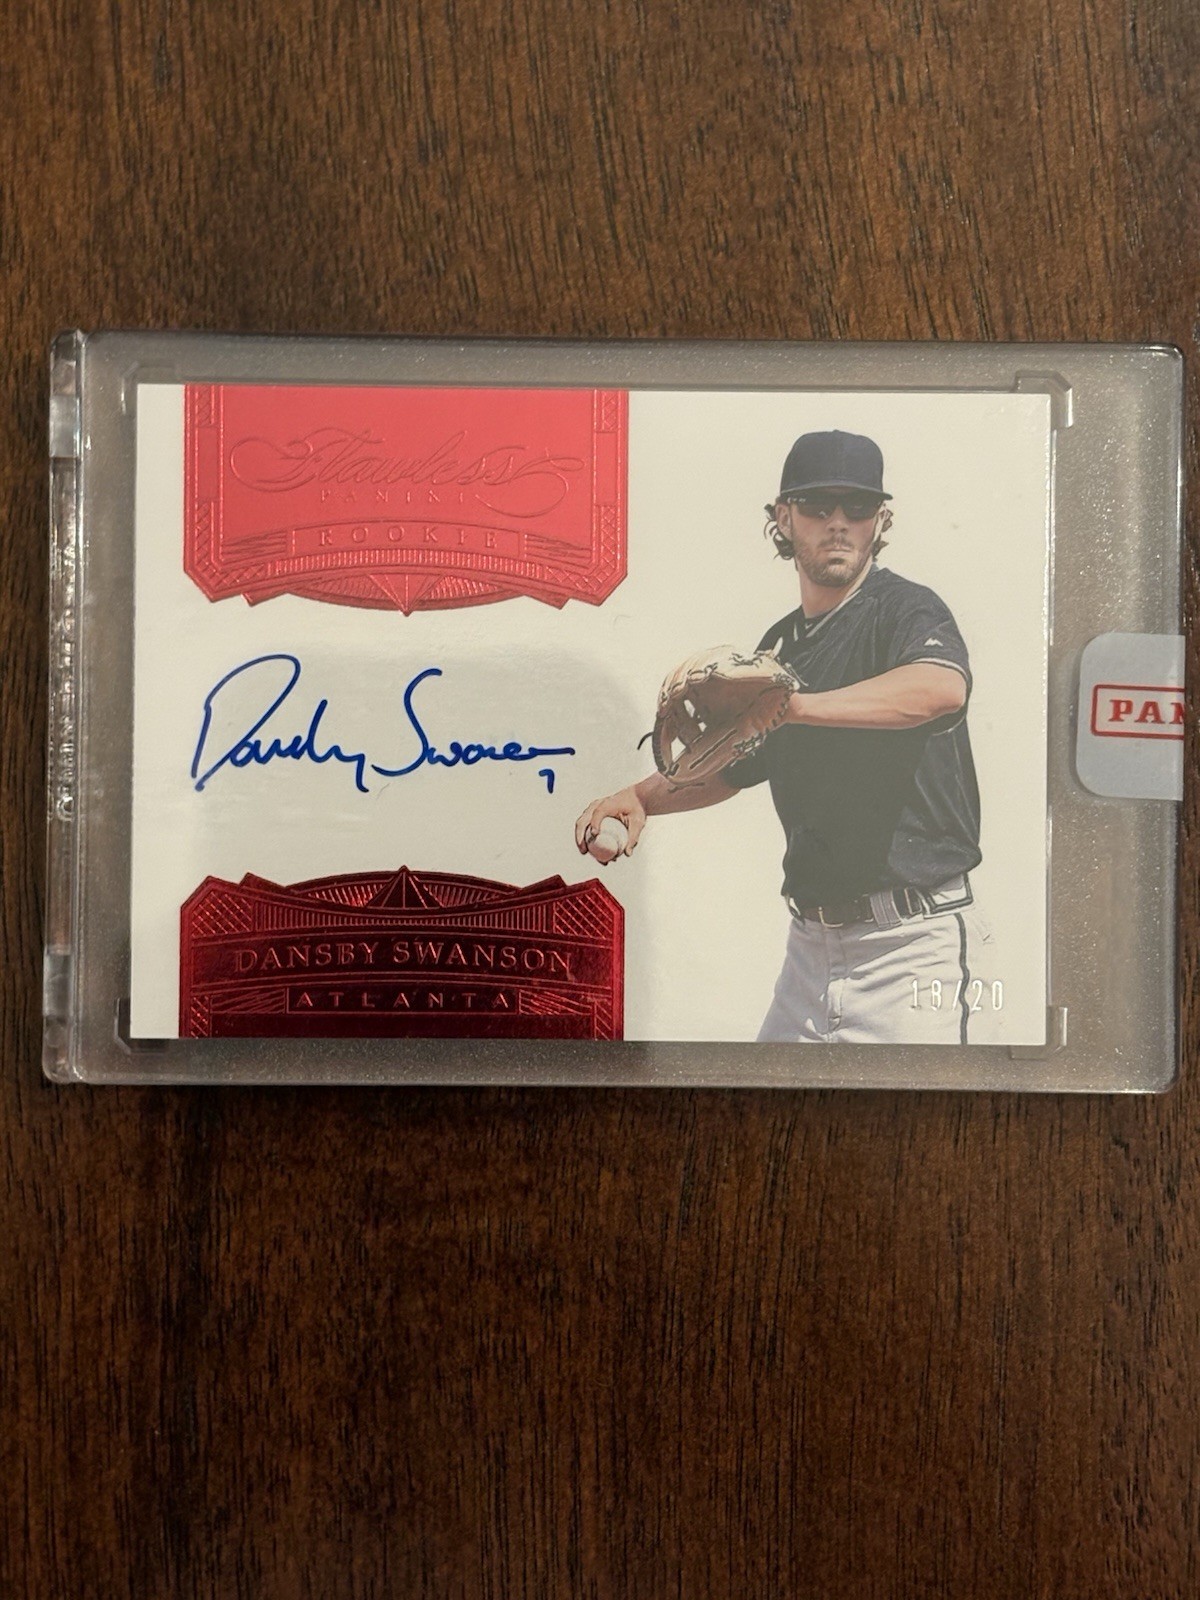 Flawless
PANINI
ROOKIE
Dansby Swanson
7
DANSBY SWANSON
ATLANTA
18/20
PAN